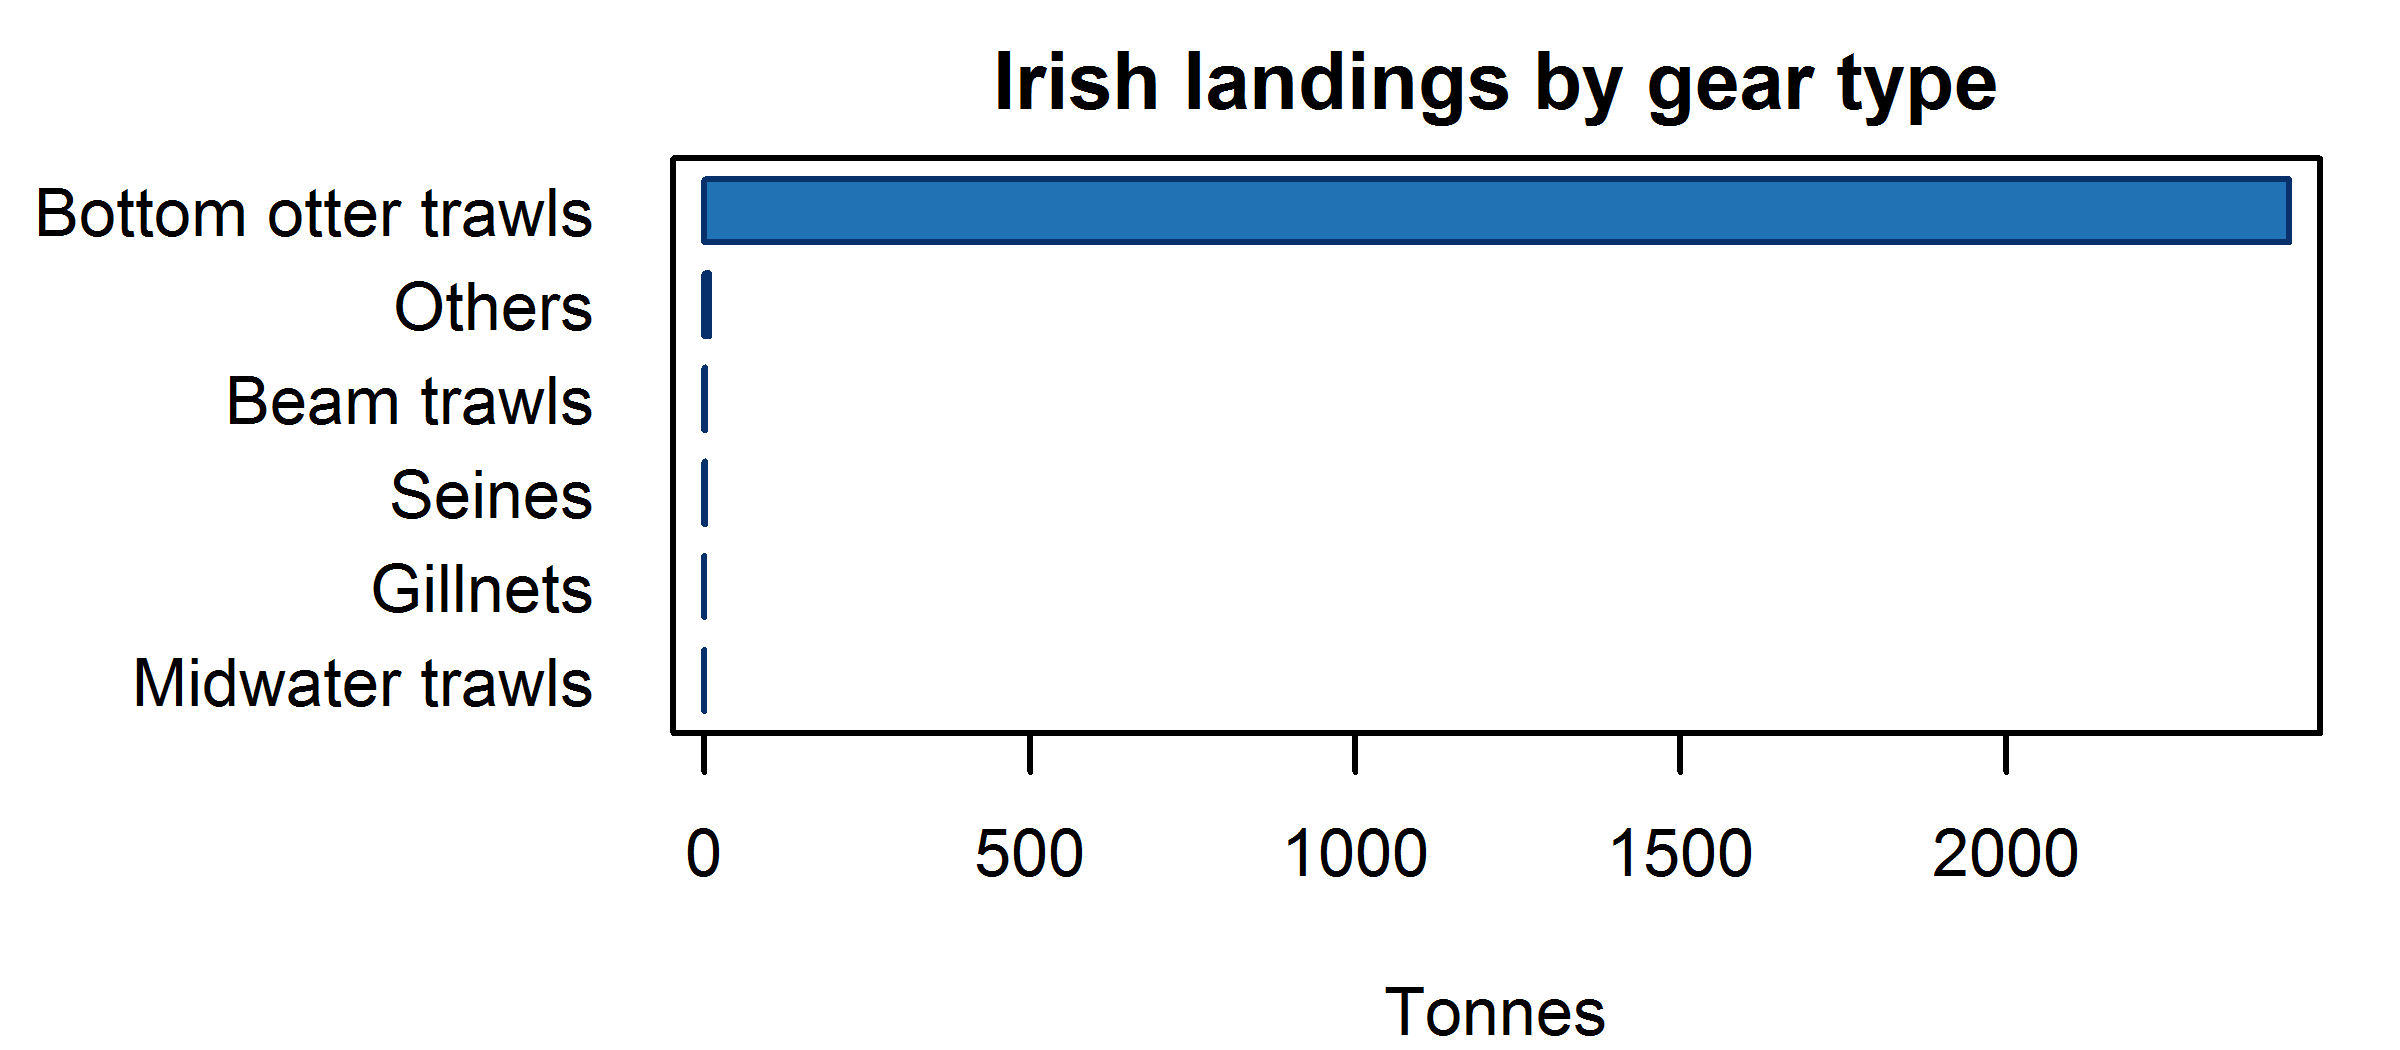 Irish landings by gear type
Bottom otter trawls
Others
Beam trawls
Seines
Gillnets
Midwater trawls
0 500 1000 1500 2000
Tonnes